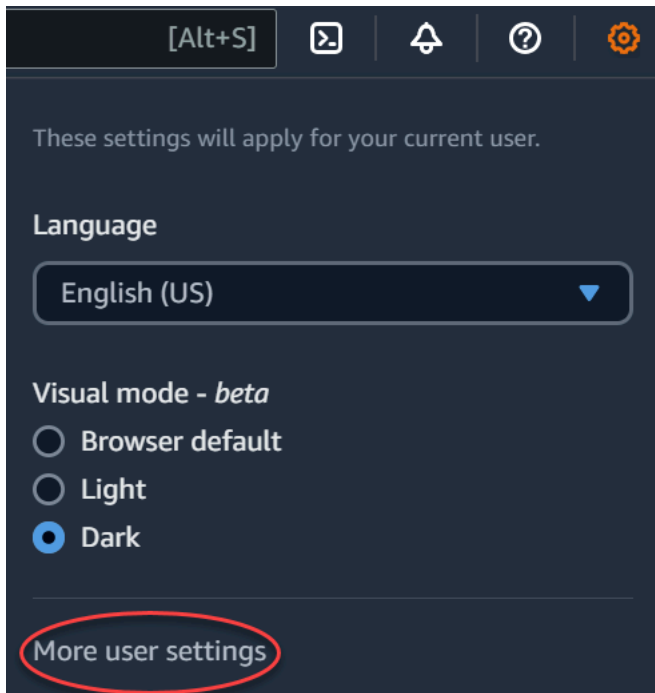 [Alt+S]
These settings will apply for your current user.
Language
English (US)
Visual mode - beta
Browser default
Light
Dark
More user settings